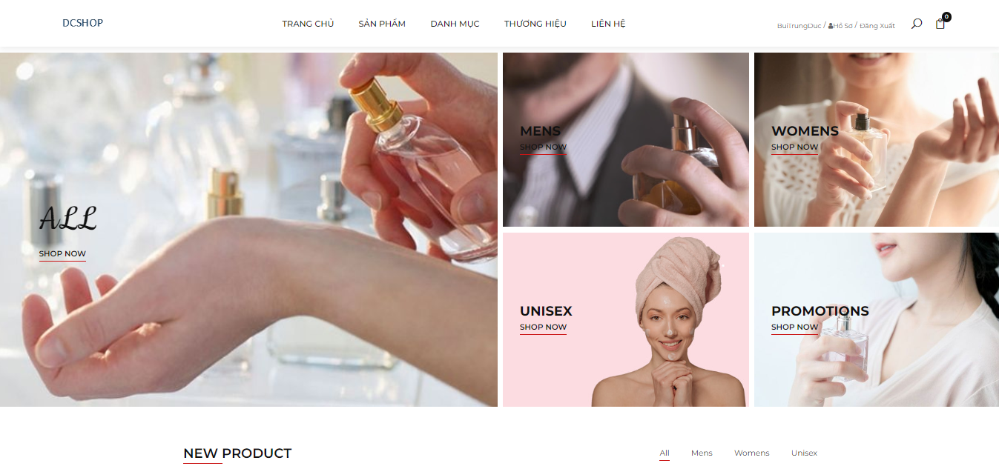 DCSHOP
TRANG CHỦ
SẢN PHẨM
DANH MỤC
THƯƠNG HIỆU
LIÊN HỆ
BuiTrungDuc / Hồ Sơ / Đăng Xuất
0
ALL
SHOP NOW
MENS
SHOP NOW
WOMENS
SHOP NOW
UNISEX
SHOP NOW
PROMOTIONS
SHOP NOW
NEW PRODUCT
All
Mens
Womens
Unisex